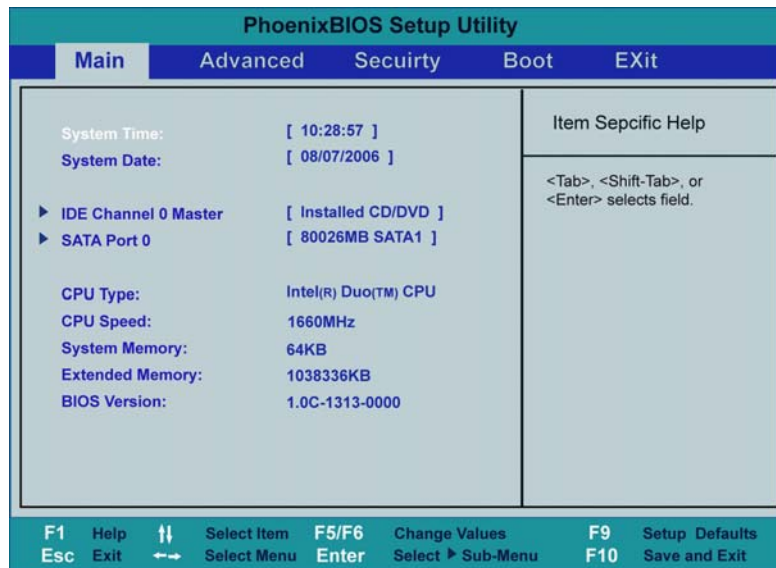 PhoenixBIOS Setup Utility
Main Advanced Secuirty Boot EXit
System Time: [ 10:28:57 ]
System Date: [ 08/07/2006 ]
IDE Channel 0 Master [ Installed CD/DVD ]
SATA Port 0 [ 80026MB SATA1 ]
CPU Type: Intel(R) Duo(TM) CPU
CPU Speed: 1660MHz
System Memory: 64KB
Extended Memory: 1038336KB
BIOS Version: 1.0C-1313-0000
Item Sepcific Help
<Tab>, <Shift-Tab>, or
<Enter> selects field.
F1 Help Select Item F5/F6 Change Values F9 Setup Defaults
Esc Exit Select Menu Enter Select Sub-Menu F10 Save and Exit